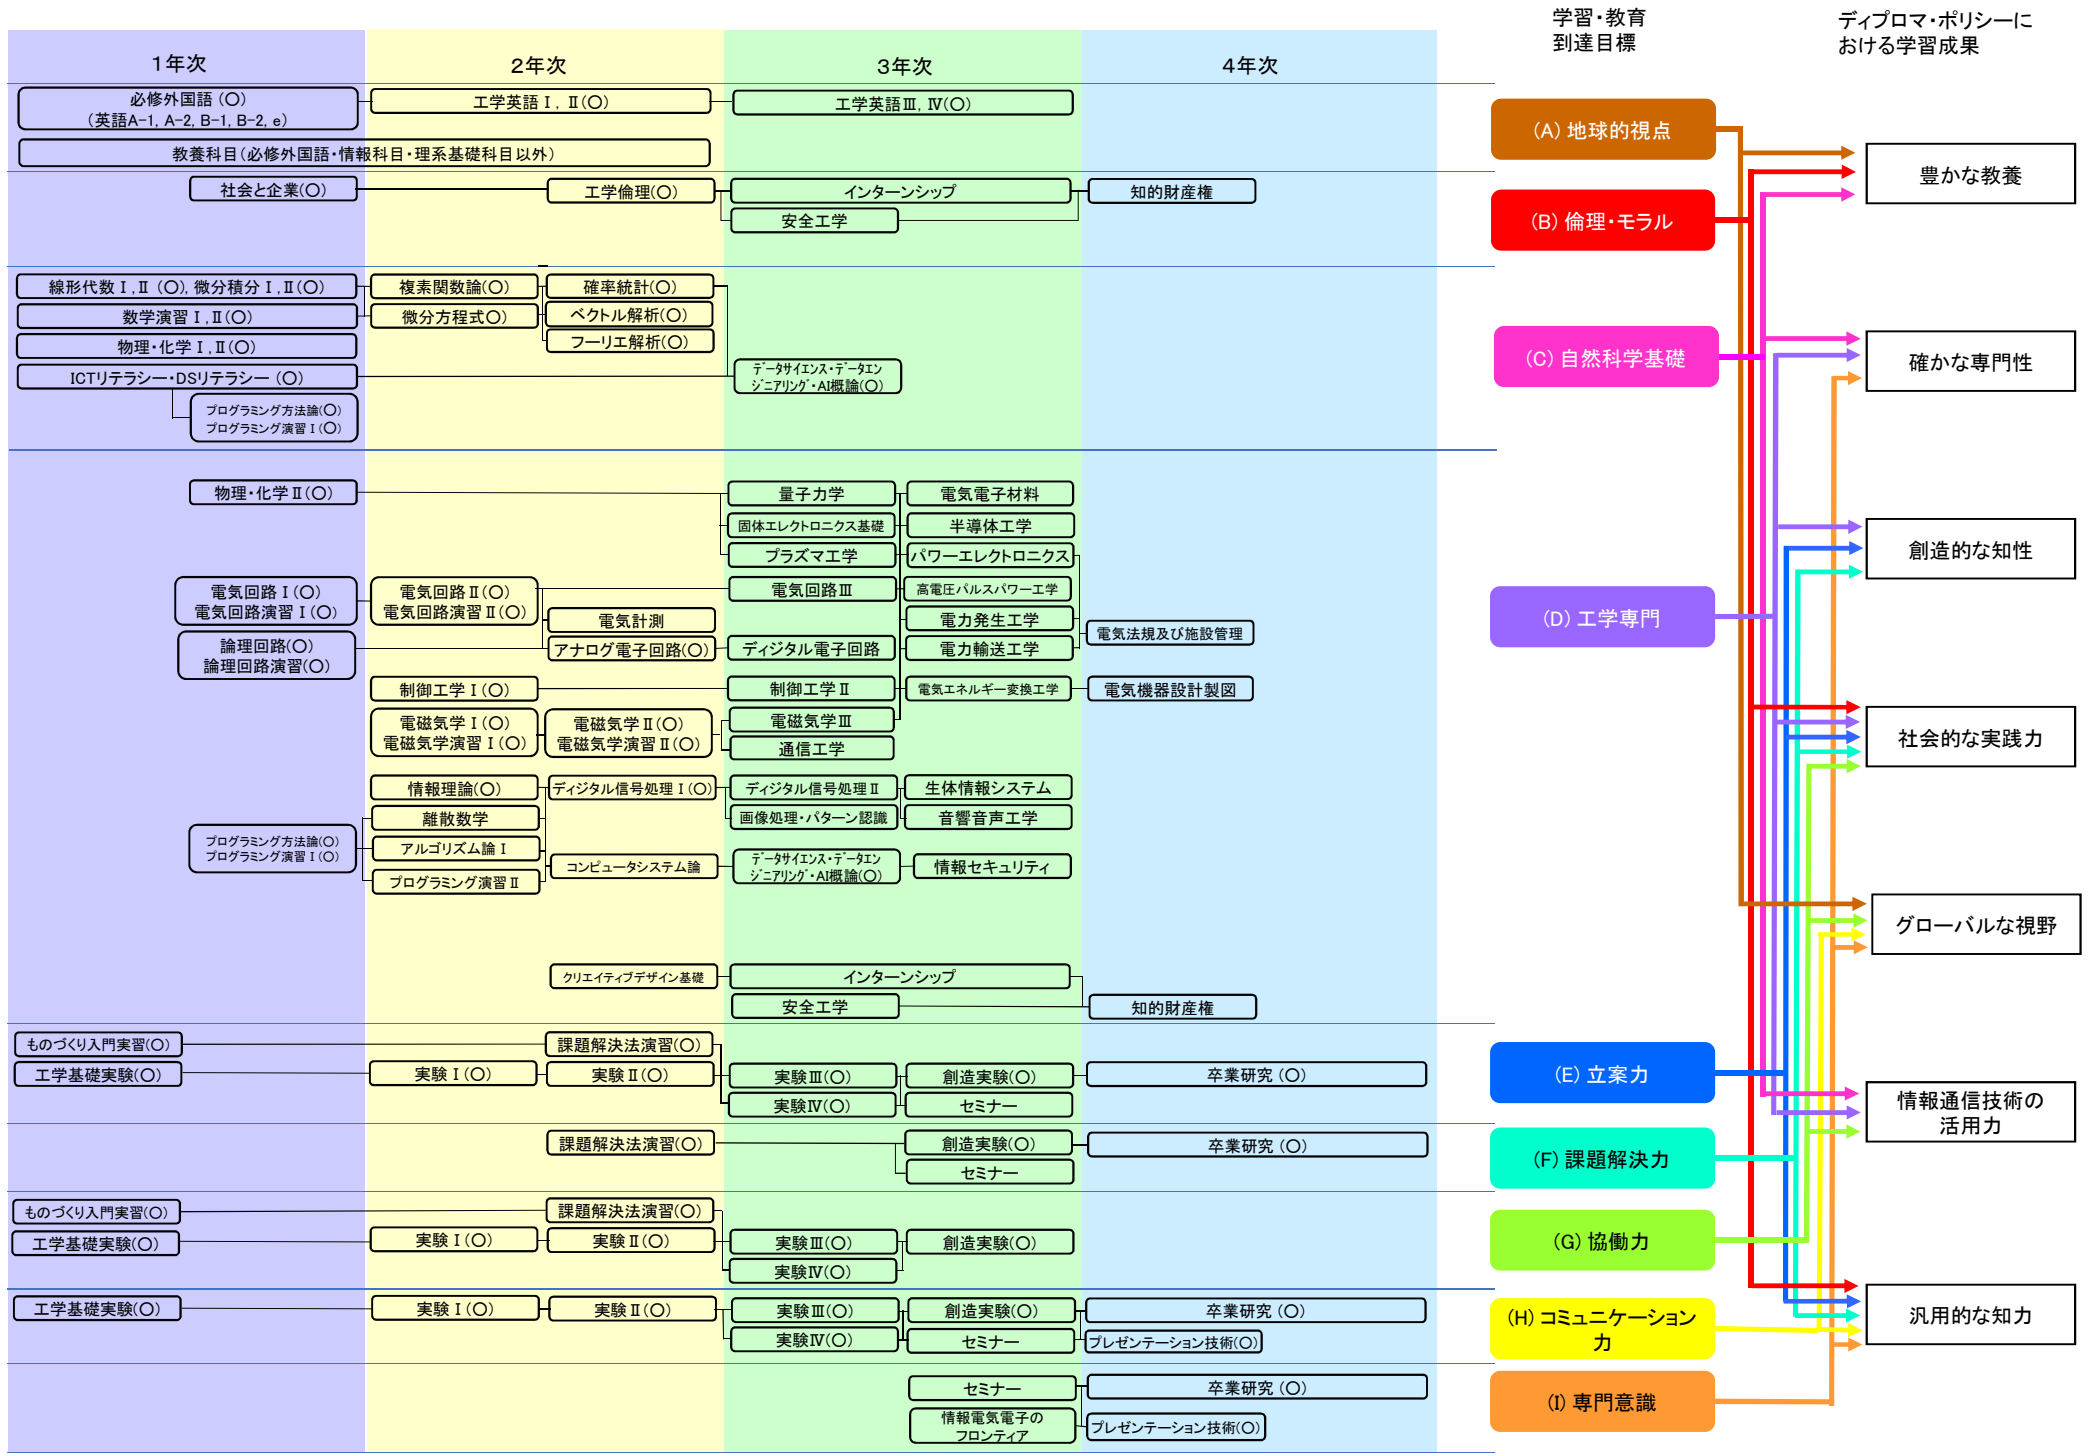 学習・教育
到達目標
ディプロマ・ポリシーに
おける学習成果
1年次
2年次
3年次
4年次
必修外国語（○）
（英語A-1, A-2, B-1, B-2, e）
工学英語Ⅰ, Ⅱ(○)
工学英語Ⅲ, Ⅳ(○)
教養科目(必修外国語・情報科目・理系基礎科目以外)
社会と企業(○)
工学倫理(○)
インターンシップ
知的財産権
安全工学
線形代数Ⅰ,Ⅱ (○), 微分積分Ⅰ,Ⅱ(○)
複素関数論(○)
確率統計(○)
数学演習Ⅰ,Ⅱ(○)
微分方程式○)
ベクトル解析(○)
物理・化学Ⅰ,Ⅱ(○)
フーリエ解析(○)
ICTリテラシー・DSリテラシー (○)
データサイエンス・データエン
ジニアリング・AI概論(○)
プログラミング方法論(○)
プログラミング演習Ⅰ(○)
物理・化学Ⅱ(○)
量子力学
電気電子材料
固体エレクトロニクス基礎
半導体工学
プラズマ工学
パワーエレクトロニクス
電気回路Ⅰ(○)
電気回路演習Ⅰ(○)
電気回路Ⅱ(○)
電気回路演習Ⅱ(○)
電気回路Ⅲ
高電圧パルスパワー工学
電気計測
電力発生工学
電気法規及び施設管理
論理回路(○)
論理回路演習(○)
アナログ電子回路(○)
ディジタル電子回路
電力輸送工学
制御工学Ⅰ(○)
制御工学Ⅱ
電気エネルギー変換工学
電気機器設計製図
電磁気学Ⅰ(○)
電磁気学演習Ⅰ(○)
電磁気学Ⅱ(○)
電磁気学演習Ⅱ(○)
電磁気学Ⅲ
通信工学
情報理論(○)
ディジタル信号処理Ⅰ(○)
ディジタル信号処理Ⅱ
生体情報システム
離散数学
画像処理・パターン認識
音響音声工学
プログラミング方法論(○)
プログラミング演習Ⅰ(○)
アルゴリズム論Ⅰ
コンピュータシステム論
データサイエンス・データエン
ジニアリング・AI概論(○)
情報セキュリティ
プログラミング演習Ⅱ
クリエイティブデザイン基礎
インターンシップ
安全工学
知的財産権
ものづくり入門実習(○)
課題解決法演習(○)
工学基礎実験(○)
実験Ⅰ(○)
実験Ⅱ(○)
実験Ⅲ(○)
創造実験(○)
卒業研究 (○)
実験Ⅳ(○)
セミナー
課題解決法演習(○)
創造実験(○)
卒業研究 (○)
セミナー
ものづくり入門実習(○)
課題解決法演習(○)
工学基礎実験(○)
実験Ⅰ(○)
実験Ⅱ(○)
実験Ⅲ(○)
創造実験(○)
実験Ⅳ(○)
工学基礎実験(○)
実験Ⅰ(○)
実験Ⅱ(○)
実験Ⅲ(○)
創造実験(○)
卒業研究 (○)
実験Ⅳ(○)
セミナー
プレゼンテーション技術(○)
セミナー
卒業研究 (○)
情報電気電子の
フロンティア
プレゼンテーション技術(○)
(A) 地球的視点
(B) 倫理・モラル
(C) 自然科学基礎
(D) 工学専門
(E) 立案力
(F) 課題解決力
(G) 協働力
(H) コミュニケーション
力
(I) 専門意識
豊かな教養
確かな専門性
創造的な知性
社会的な実践力
グローバルな視野
情報通信技術の
活用力
汎用的な知力